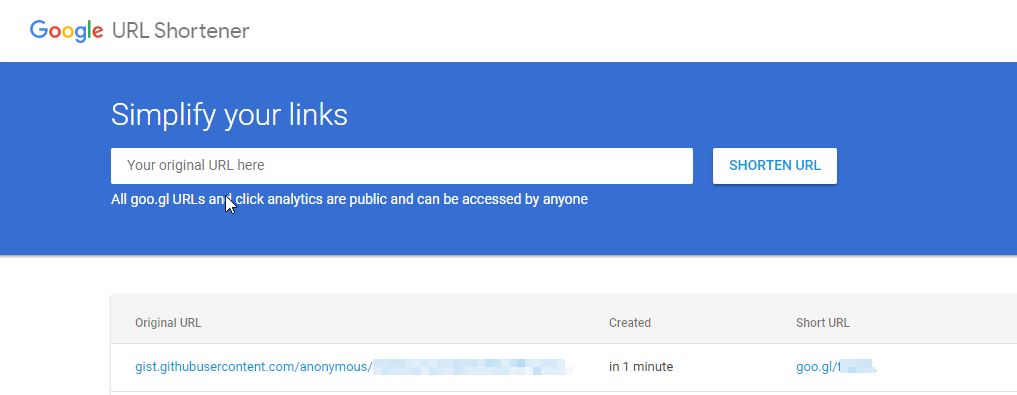 Google URL Shortener
Simplify your links
Your original URL here
SHORTEN URL
All goo.gl URLs and click analytics are public and can be accessed by anyone
Original URL Created Short URL
gist.githubusercontent.com/anonymous/ in 1 minute goo.gl/